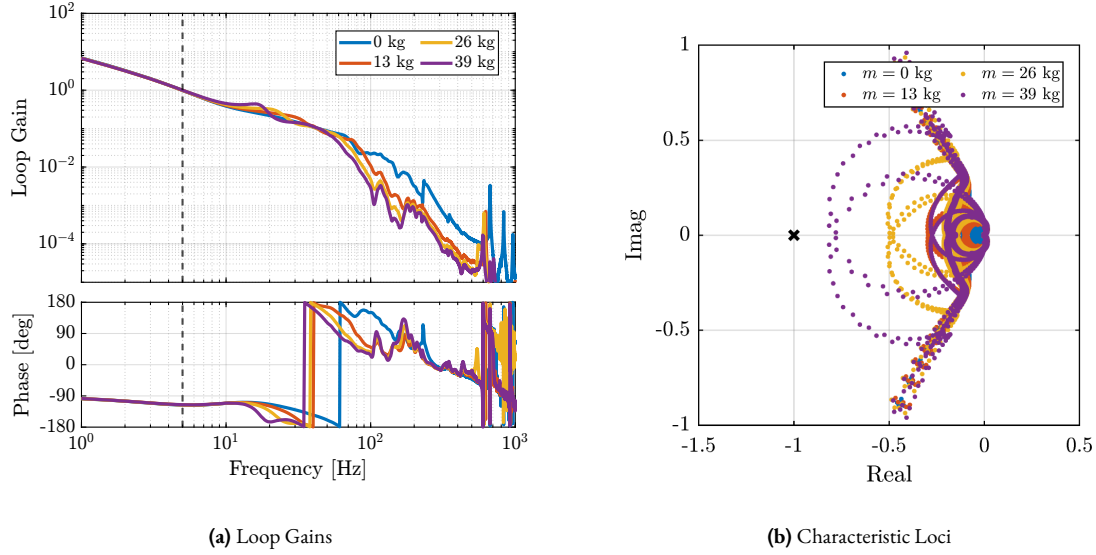 10^2
10^0
10^-2
10^-4
Loop Gain
0 kg
26 kg
13 kg
39 kg
180
90
0
-90
-180
Phase [deg]
10^0
10^1
10^2
10^3
Frequency [Hz]
(a) Loop Gains
1
0.5
0
-0.5
-1
Imag
m = 0 kg
m = 26 kg
m = 13 kg
m = 39 kg
-1.5
-1
-0.5
0
0.5
Real
(b) Characteristic Loci